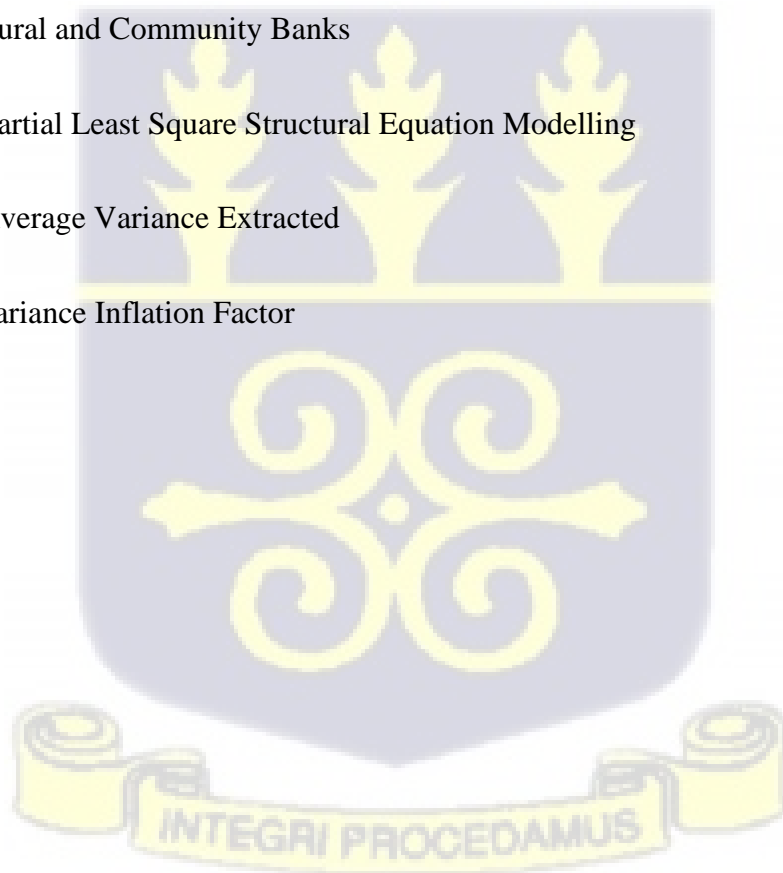 ural and Community Banks
artial Least Square Structural Equation Modelling
verage Variance Extracted
ariance Inflation Factor
INTEGRI PROCEDAMUS